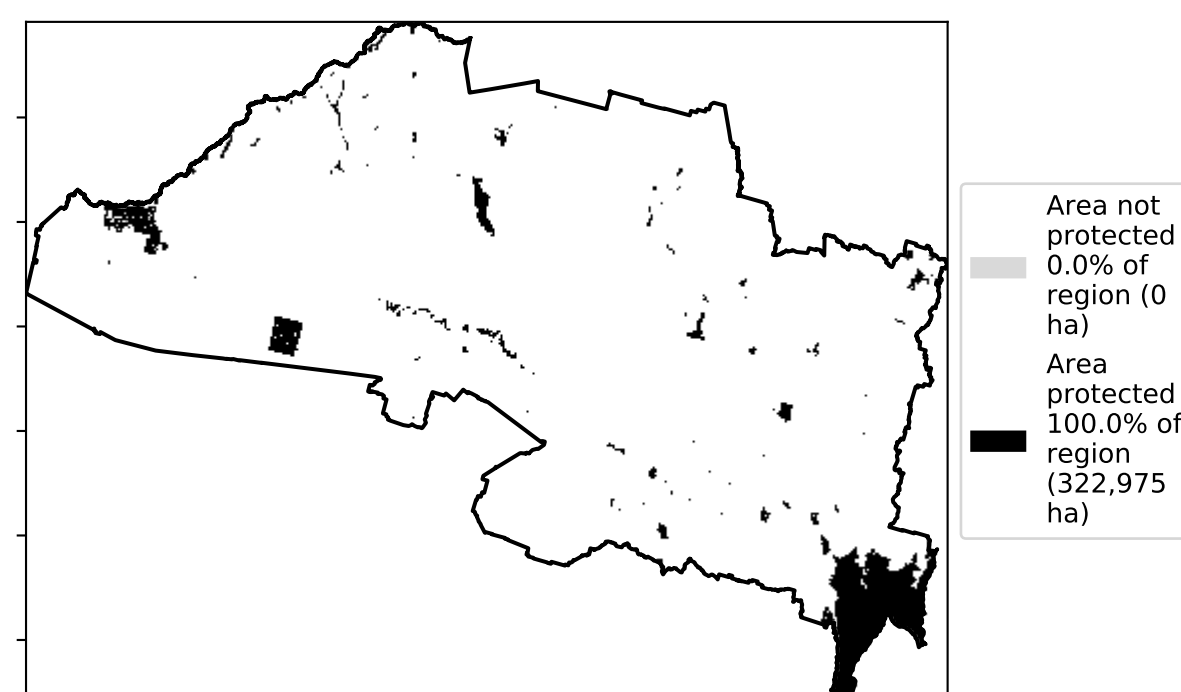 Area not
protected
0.0% of
region (0
ha)
Area
protected
100.0% of
region
(322,975
ha)